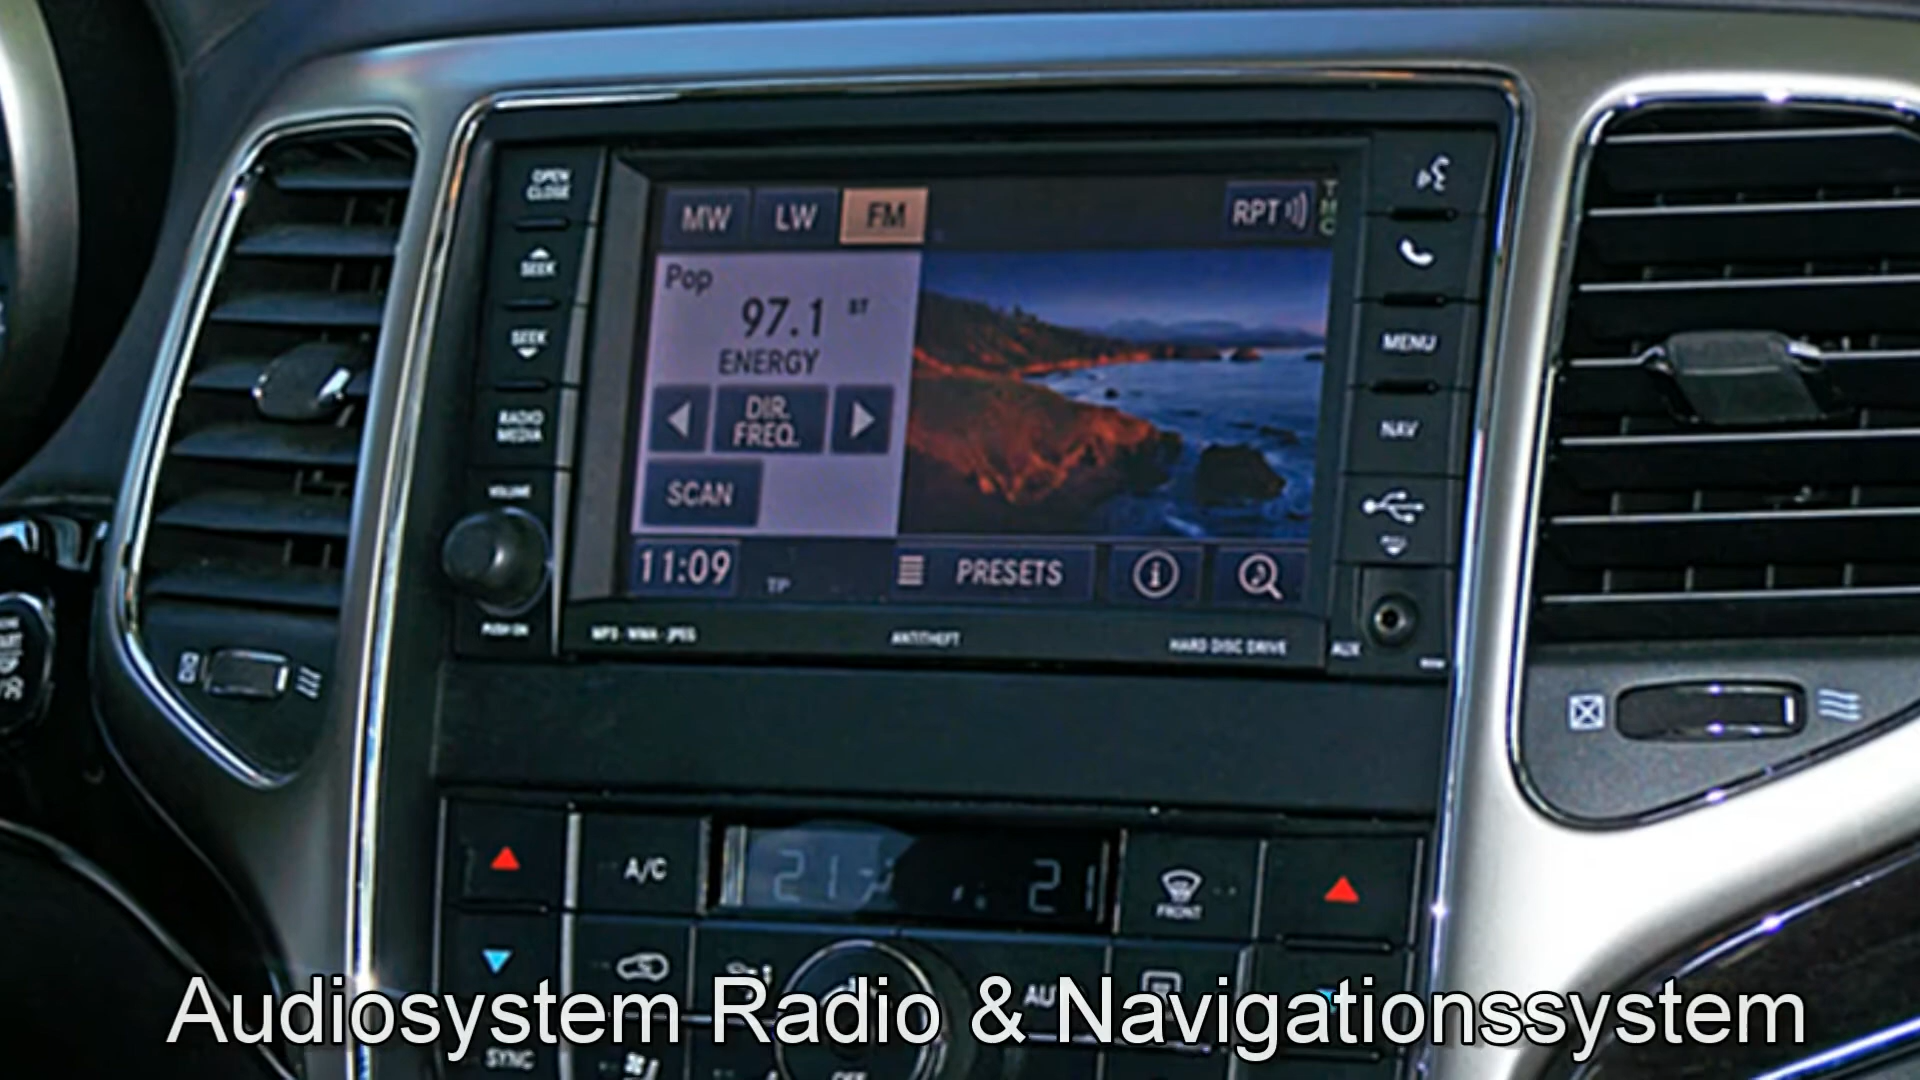 OPEN
CLOSE
SEEK
SEEK
RADIO
MEDIA
VOLUME
PUSH ON
MW LW FM RPT
TMC
Pop
97.1 ST
ENERGY
DIR.
FREQ.
SCAN
11:09 TP PRESETS
MENU
NAV
MP3 · WMA · JPEG ANTITHEFT HARD DISC DRIVE AUX
A/C 21 21 FRONT
SYNC
OFF
Audiosystem Radio & Navigationssystem